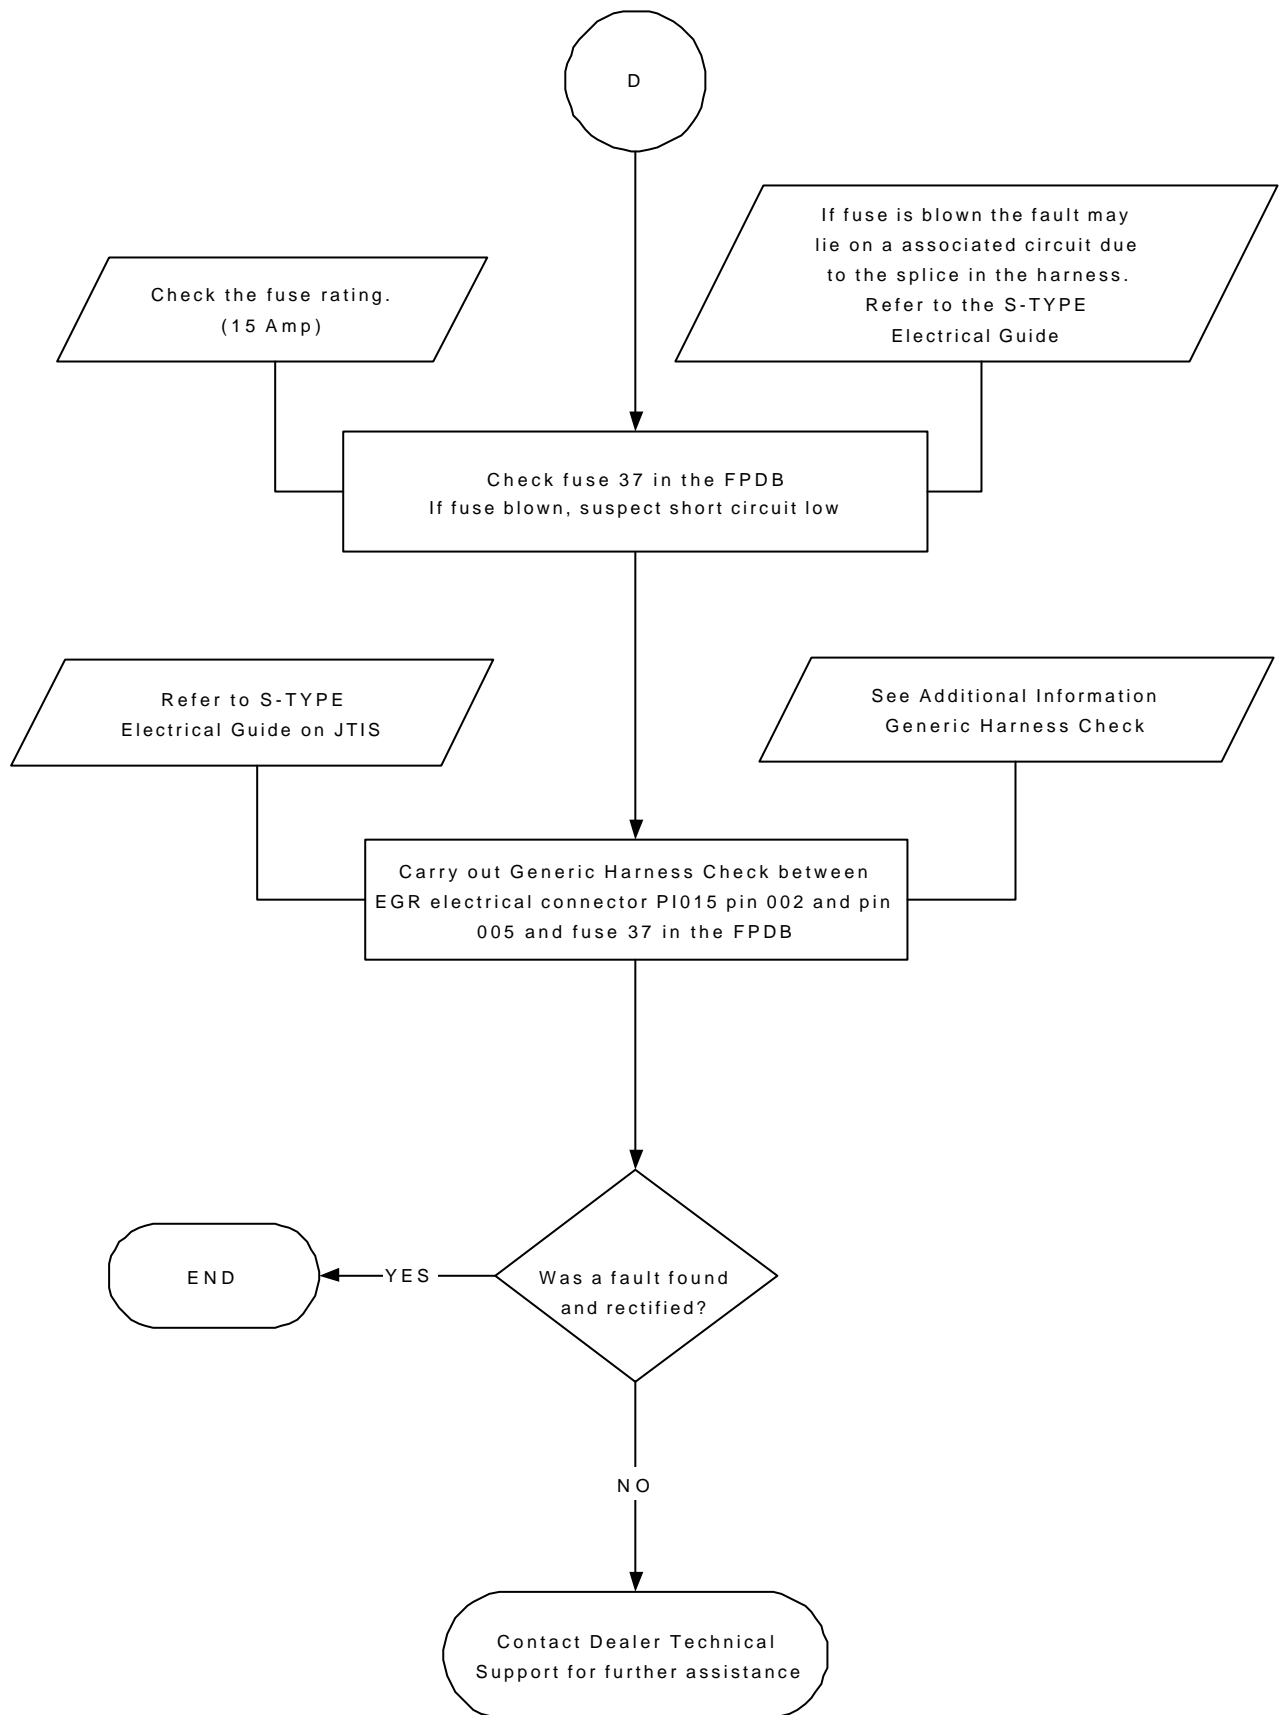 D
If fuse is blown the fault may
lie on a associated circuit due
to the splice in the harness.
Refer to the S-TYPE
Electrical Guide
Check the fuse rating.
(15 Amp)
Check fuse 37 in the FPDB
If fuse blown, suspect short circuit low
Refer to S-TYPE
Electrical Guide on JTIS
See Additional Information
Generic Harness Check
Carry out Generic Harness Check between
EGR electrical connector PI015 pin 002 and pin
005 and fuse 37 in the FPDB
Was a fault found
and rectified?
YES
END
NO
Contact Dealer Technical
Support for further assistance